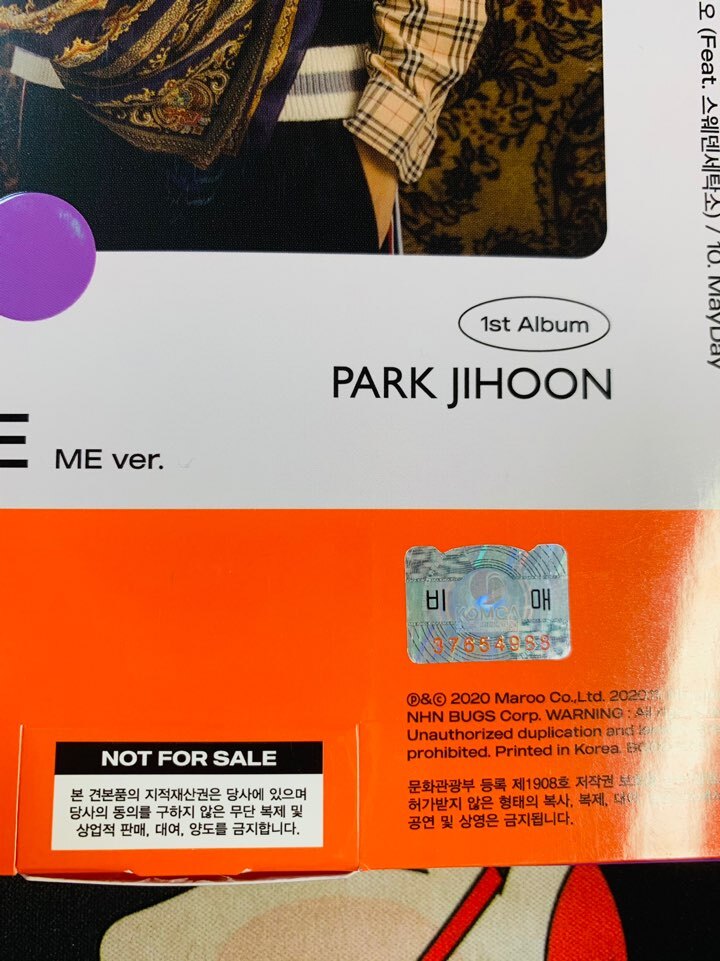 오 (Feat. 스웨덴세탁소) / 10. MayDay
1st Album
PARK JIHOON
E ME ver.
비 매
KOMCA
37654988
NOT FOR SALE
본 견본품의 지적재산권은 당사에 있으며
당사의 동의를 구하지 않은 무단 복제 및
상업적 판매, 대여, 양도를 금지합니다.
℗&© 2020 Maroo Co.,Ltd. 2020
NHN BUGS Corp. WARNING : All
Unauthorized duplication and
prohibited. Printed in Korea.
문화관광부 등록 제1908호 저작권
허가받지 않은 형태의 복사, 복제,
공연 및 상영은 금지됩니다.